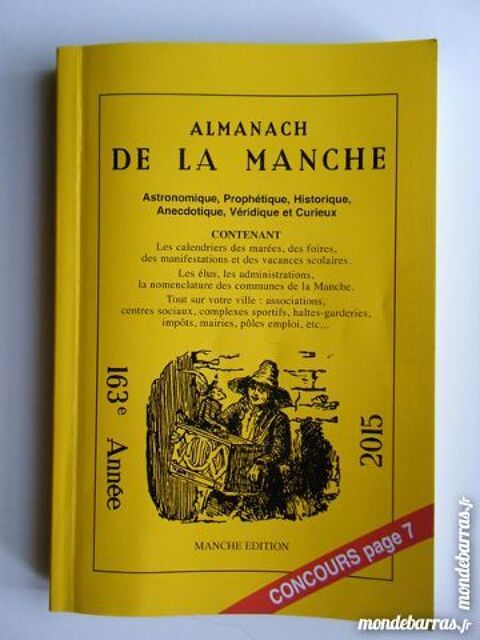 ALMANACH
DE LA MANCHE
Astronomique, Prophétique, Historique,
Anecdotique, Véridique et Curieux
CONTENANT
Les calendriers des marées, des foires,
des manifestations et des vacances scolaires.
Les élus, les administrations,
la nomenclature des communes de la Manche.
Tout sur votre ville : associations,
centres sociaux, complexes sportifs, haltes-garderies,
impôts, mairies, pôles emploi, etc...
163e Année
2015
MANCHE EDITION
CONCOURS page 7
mondebarras.fr
mondebarras.fr